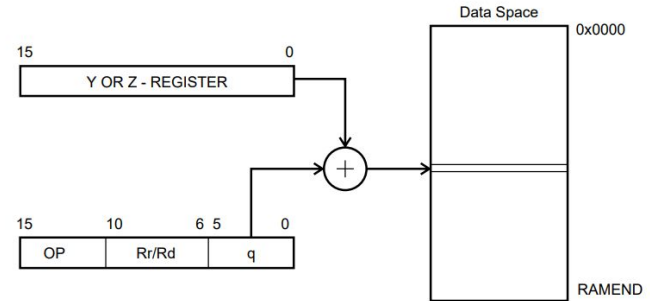 Data Space
0x0000
15 0
Y OR Z - REGISTER
+
15 10 6 5 0
OP Rr/Rd q
RAMEND